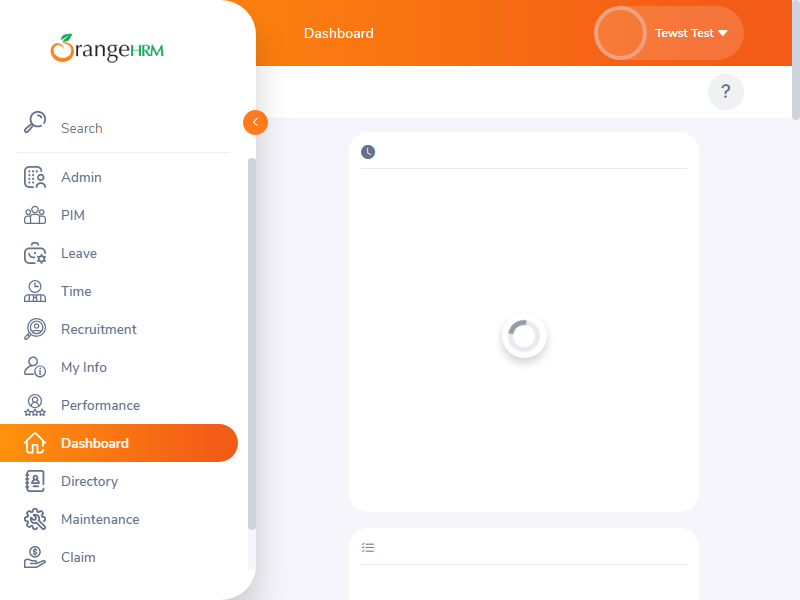 OrangeHRM
Search
Admin
PIM
Leave
Time
Recruitment
My Info
Performance
Dashboard
Directory
Maintenance
Claim
Dashboard
Tewst Test
?